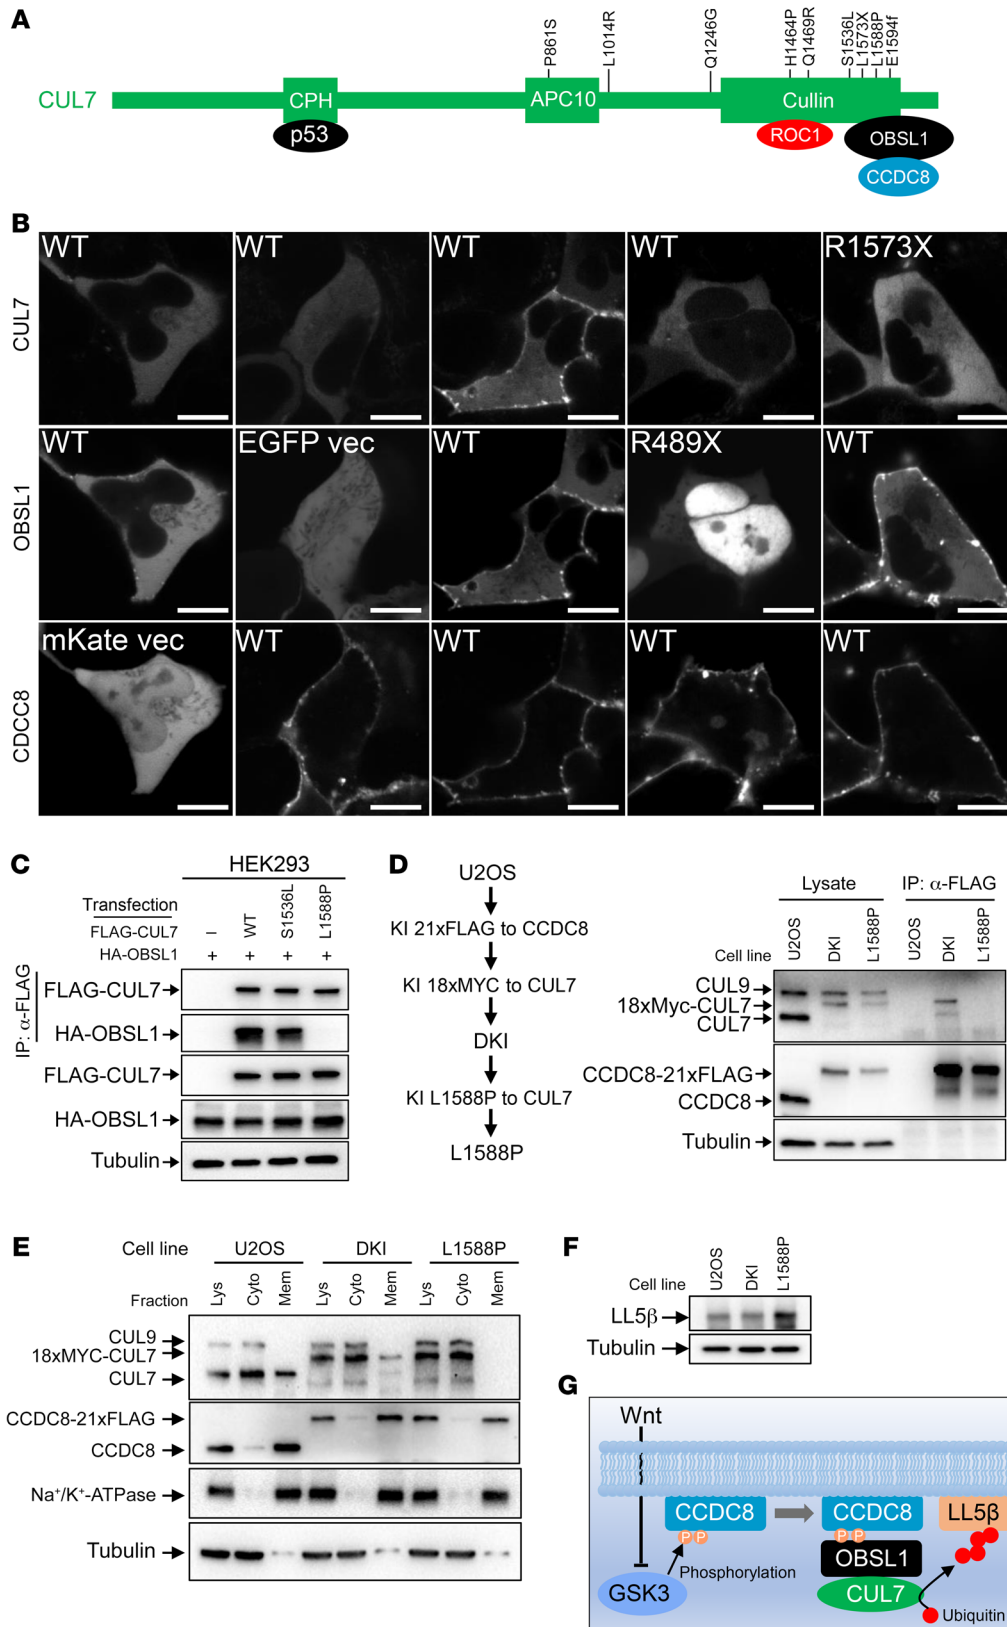 A
P861S
L1014R
Q1246G
H1464P
Q1469R
S1536L
L1573X
L1588P
E1594f
CUL7
CPH
APC10
Cullin
p53
ROC1
OBSL1
CCDC8
B
CUL7
WT
WT
WT
WT
R1573X
OBSL1
WT
EGFP vec
WT
R489X
WT
CDCC8
mKate vec
WT
WT
WT
WT
C
HEK293
Transfection
FLAG-CUL7
– WT S1536L L1588P
HA-OBSL1
+ + + +
IP: α-FLAG
FLAG-CUL7
HA-OBSL1
FLAG-CUL7
HA-OBSL1
Tubulin
D
U2OS
KI 21xFLAG to CCDC8
KI 18xMYC to CUL7
DKI
KI L1588P to CUL7
L1588P
Lysate
IP: α-FLAG
Cell line
U2OS DKI L1588P U2OS DKI L1588P
CUL9
18xMyc-CUL7
CUL7
CCDC8-21xFLAG
CCDC8
Tubulin
E
Cell line
U2OS DKI L1588P
Fraction
Lys Cyto Mem Lys Cyto Mem Lys Cyto Mem
CUL9
18xMYC-CUL7
CUL7
CCDC8-21xFLAG
CCDC8
Na⁺/K⁺-ATPase
Tubulin
F
Cell line
U2OS DKI L1588P
LL5β
Tubulin
G
Wnt
CCDC8
P P
Phosphorylation
GSK3
CCDC8
P P
OBSL1
CUL7
LL5β
Ubiquitin